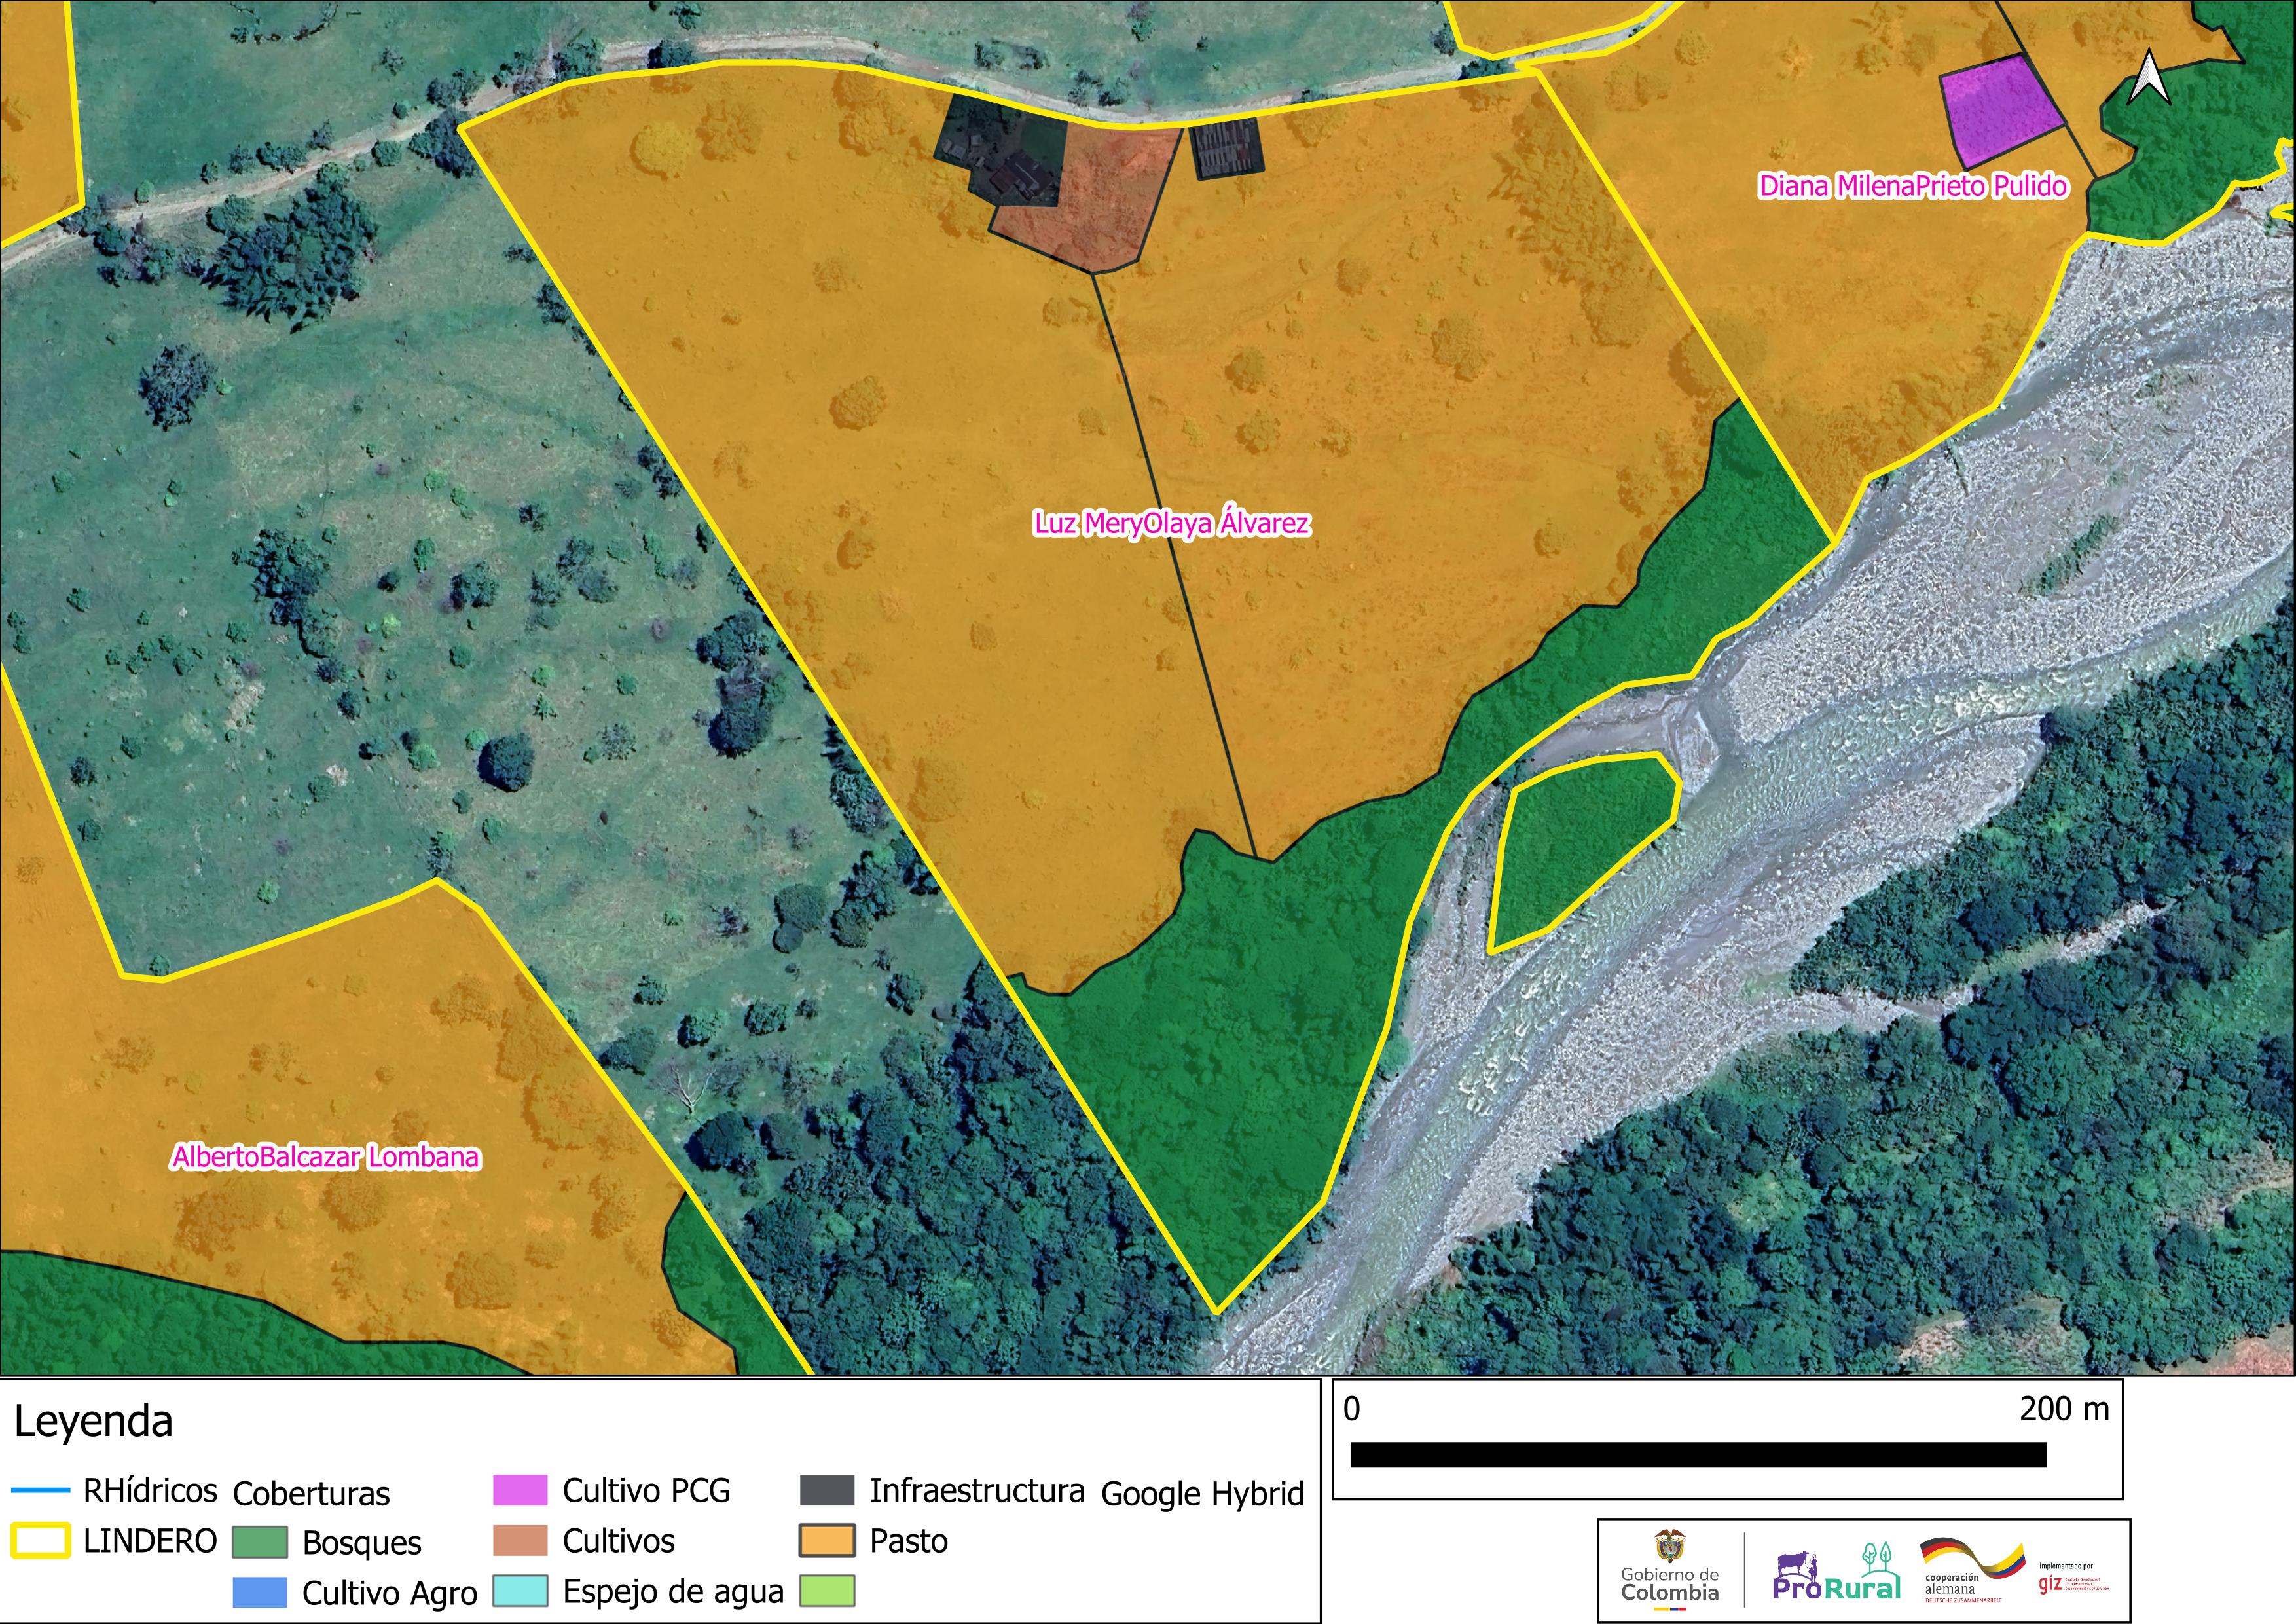 Diana MilenaPrieto Pulido
Luz MeryOlaya Álvarez
AlbertoBalcazar Lombana
Leyenda
RHídricos
LINDERO
Coberturas
Bosques
Cultivo Agro
Cultivo PCG
Cultivos
Espejo de agua
Infraestructura
Pasto
Google Hybrid
0 200 m
Gobierno de
Colombia
ProRural
cooperación
alemana
DEUTSCHE ZUSAMMENARBEIT
Implementado por
giz